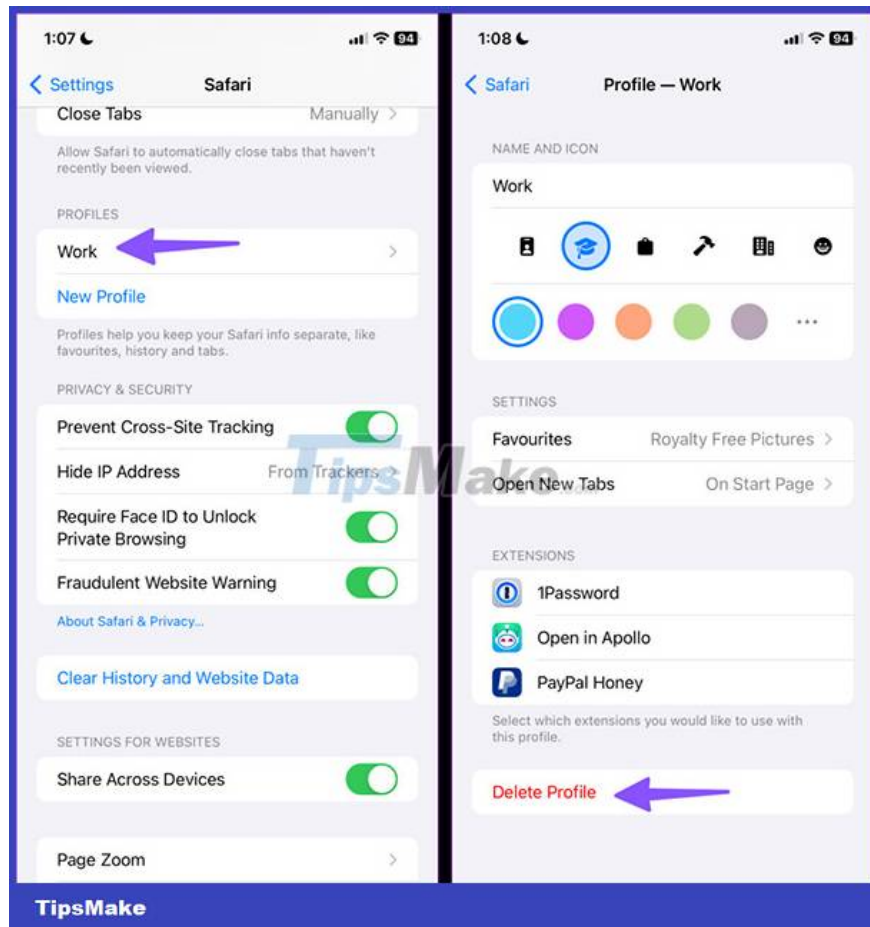 1:07
94
Settings
Safari
Close Tabs
Manually
Allow Safari to automatically close tabs that haven't
recently been viewed.
PROFILES
Work
New Profile
Profiles help you keep your Safari info separate, like
favourites, history and tabs.
PRIVACY & SECURITY
Prevent Cross-Site Tracking
Hide IP Address
From Trackers
Require Face ID to Unlock
Private Browsing
Fraudulent Website Warning
About Safari & Privacy...
Clear History and Website Data
SETTINGS FOR WEBSITES
Share Across Devices
Page Zoom
1:08
94
Safari
Profile — Work
NAME AND ICON
Work
SETTINGS
Favourites
Royalty Free Pictures
Open New Tabs
On Start Page
EXTENSIONS
1Password
Open in Apollo
PayPal Honey
Select which extensions you would like to use with
this profile.
Delete Profile
TipsMake.com
TipsMake